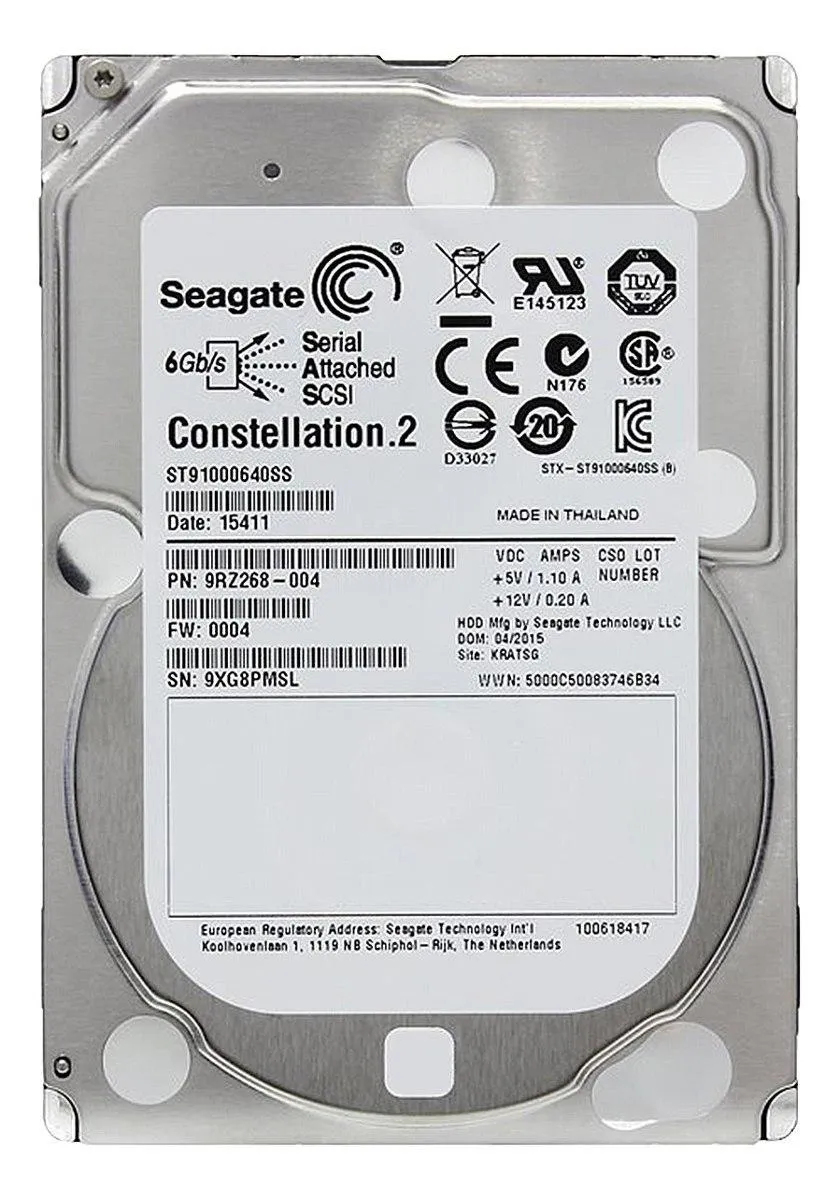 Seagate ®
6Gb/s Serial
Attached
SCSI
Constellation.2
ST91000640SS
Date: 15411
E145123
TUV
N176
156589
D33027
20
STX-ST91000640SS (B)
MADE IN THAILAND
PN: 9RZ268-004
FW: 0004
SN: 9XG8PMSL
VDC AMPS CSO LOT
+5V / 1.10 A NUMBER
+12V / 0.20 A
HDD Mfg by Seagate Technology LLC
DOM: 04/2015
Site: KRATSG
WWN: 5000C50083746B34
European Regulatory Address: Seagate Technology Int'l 100618417
Koolhovenlaan 1, 1119 NB Schiphol-Rijk, The Netherlands